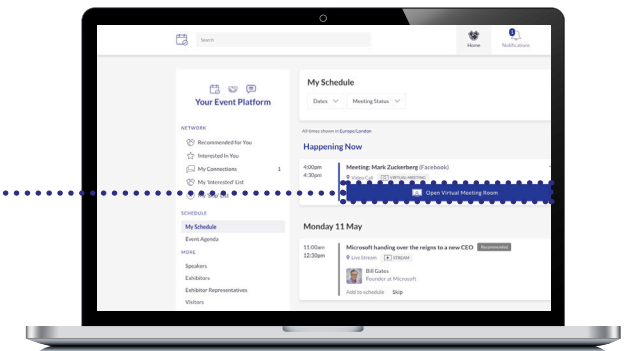 Search
Home
Notifications
1
Your Event Platform
NETWORK
Recommended for You
Interested In You
My Connections 1
My 'Interested' List
SCHEDULE
My Schedule
Event Agenda
MORE
Speakers
Exhibitors
Exhibitor Representatives
Visitors
My Schedule
Dates
Meeting Status
All times shown in Europe/London
Happening Now
4:00pm
4:30pm
Meeting: Mark Zuckerberg (Facebook)
Video Call VIRTUAL MEETING
Open Virtual Meeting Room
Monday 11 May
11:00am
12:30pm
Microsoft handing over the reigns to a new CEO Recommended
Live Stream STREAM
Bill Gates
Founder at Microsoft
Add to schedule Skip